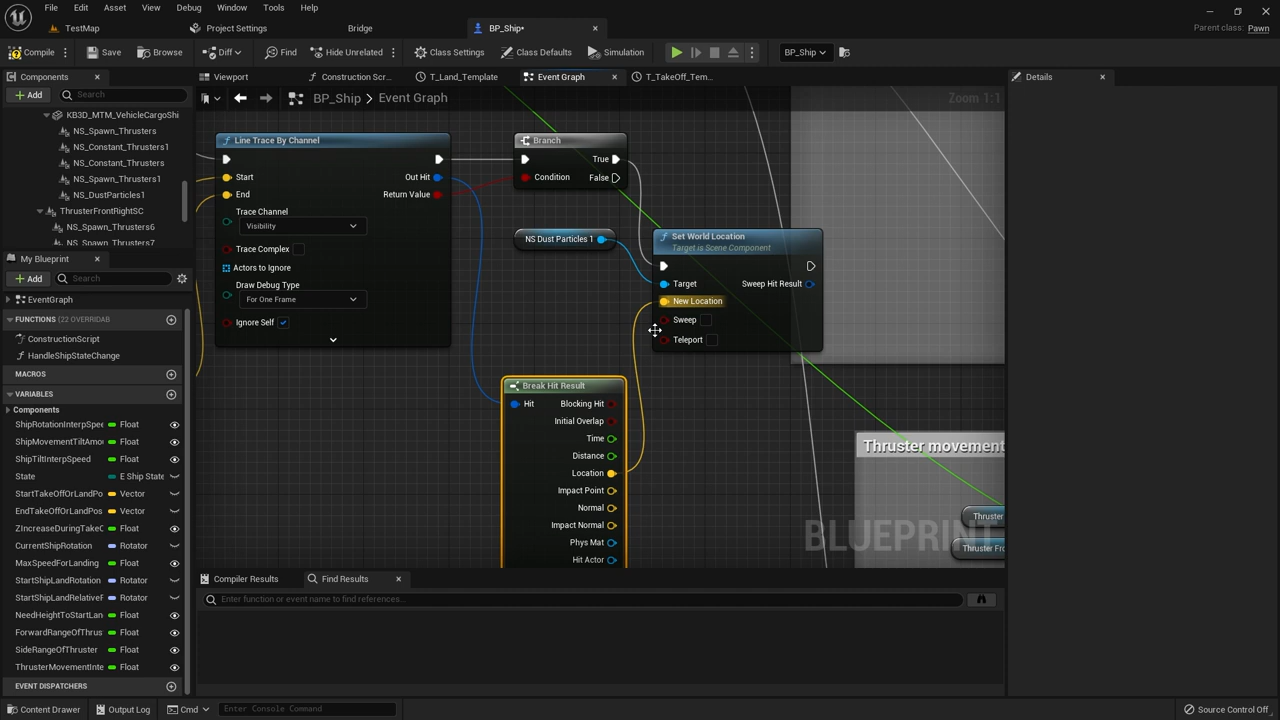 File Edit Asset View Debug Window Tools Help
TestMap Project Settings Bridge BP_Ship• Parent class: Pawn
Compile Save Browse Diff Find Hide Unrelated Class Settings Class Defaults Simulation BP_Ship
Components
Add Search
KB3D_MTM_VehicleCargoShi
NS_Spawn_Thrusters
NS_Constant_Thrusters1
NS_Constant_Thrusters
NS_Spawn_Thrusters1
NS_DustParticles1
ThrusterFrontRightSC
NS_Spawn_Thrusters6
NS_Spawn_Thrusters7
My Blueprint
Add Search
EventGraph
FUNCTIONS (22 OVERRIDAB
ConstructionScript
HandleShipStateChange
MACROS
VARIABLES
Components
ShipRotationInterpSpee Float
ShipMovementTiltAmou Float
ShipTiltInterpSpeed Float
State E Ship State
StartTakeOffOrLandPo Vector
EndTakeOffOrLandPos Vector
ZIncreaseDuringTakeO Float
CurrentShipRotation Rotator
MaxSpeedForLanding Float
StartShipLandRotation Rotator
StartShipLandRelativeR Rotator
NeedHeightToStartLan Float
ForwardRangeOfThrus Float
SideRangeOfThruster Float
ThrusterMovementInte Float
EVENT DISPATCHERS
Viewport Construction Scr... T_Land_Template Event Graph T_TakeOff_Tem...
BP_Ship > Event Graph
Zoom 1:1
Line Trace By Channel
Start Out Hit
End Return Value
Trace Channel
Visibility
Trace Complex
Actors to Ignore
Draw Debug Type
For One Frame
Ignore Self
Branch
True
Condition False
NS Dust Particles 1
Set World Location
Target is Scene Component
Target Sweep Hit Result
New Location
Sweep
Teleport
Break Hit Result
Hit Blocking Hit
Initial Overlap
Time
Distance
Location
Impact Point
Normal
Impact Normal
Phys Mat
Hit Actor
Thruster movement
Thruster
Thruster Fro
BLUEPRINT
Compiler Results Find Results
Enter function or event name to find references...
Details
Content Drawer Output Log Cmd Enter Console Command Source Control Off